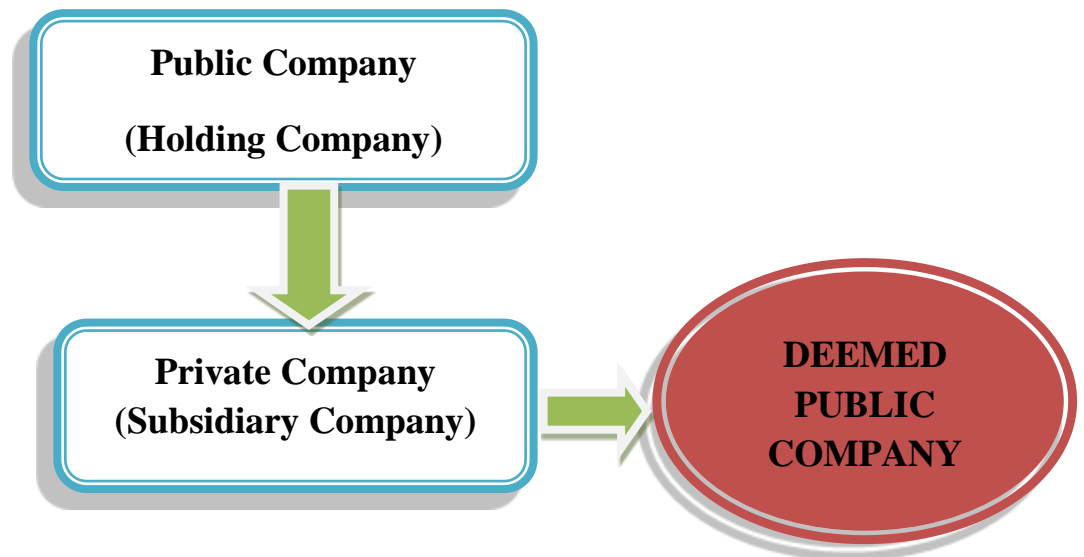 Public Company
(Holding Company)
Private Company
(Subsidiary Company)
DEEMED
PUBLIC
COMPANY